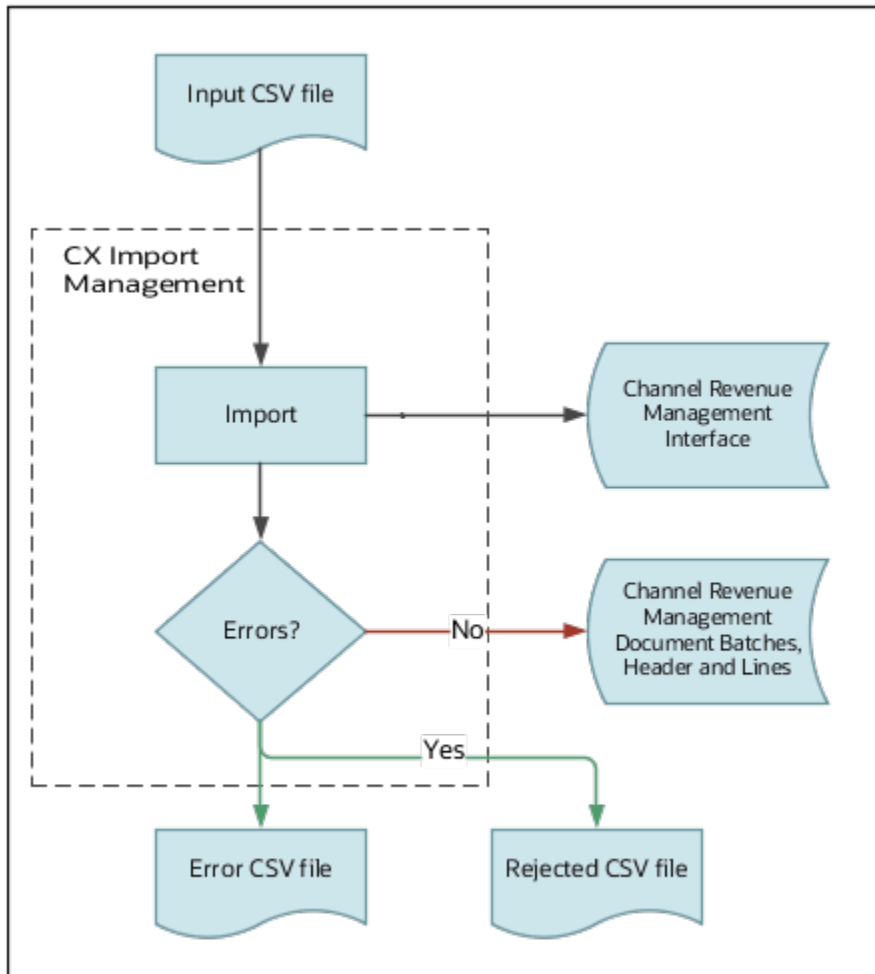 Input CSV file
CX Import
Management
Import
Channel Revenue
Management
Interface
Errors?
No
Channel Revenue
Management
Document Batches,
Header and Lines
Yes
Error CSV file
Rejected CSV file